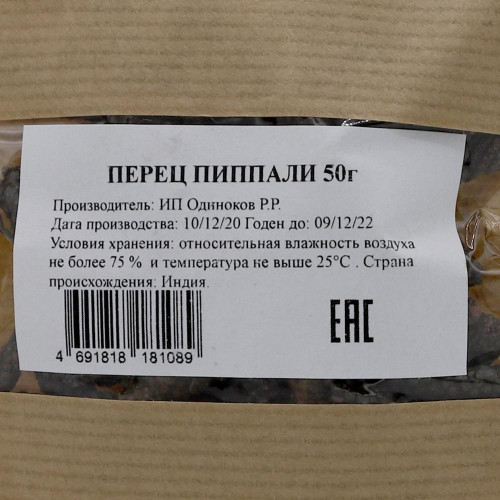 ПЕРЕЦ ПИППАЛИ 50г
Производитель: ИП Одиноков Р.Р.
Дата производства: 10/12/20 Годен до: 09/12/22
Условия хранения: относительная влажность воздуха
не более 75 % и температура не выше 25°С . Страна
происхождения: Индия.
4 691818 181089
ЕАС